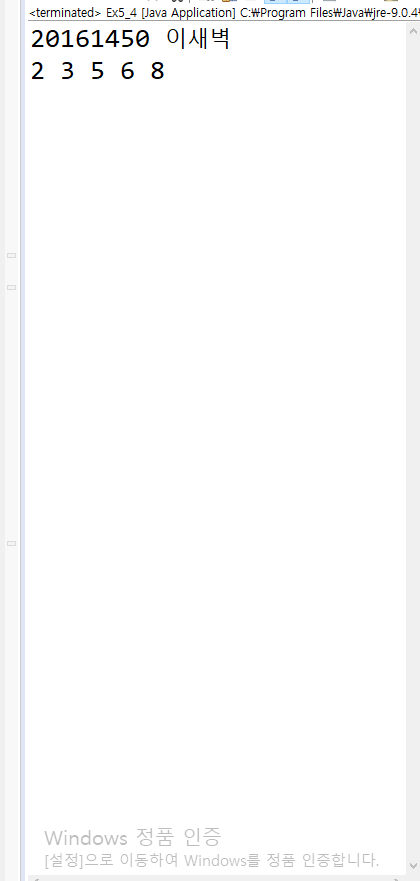 <terminated> Ex5_4 [Java Application] C:₩Program Files₩Java₩jre-9.0.4₩
20161450 이새벽
2 3 5 6 8
Windows 정품 인증
[설정]으로 이동하여 Windows를 정품 인증합니다.